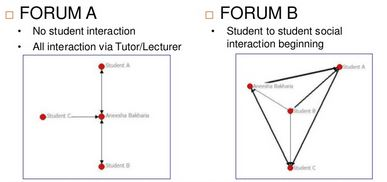 FORUM A
No student interaction
All interaction via Tutor/Lecturer
Student A
Student C
Aneesha Bakharia
Student B
FORUM B
Student to student social
interaction beginning
Student A
Aneesha Bakharia
Student B
Student C